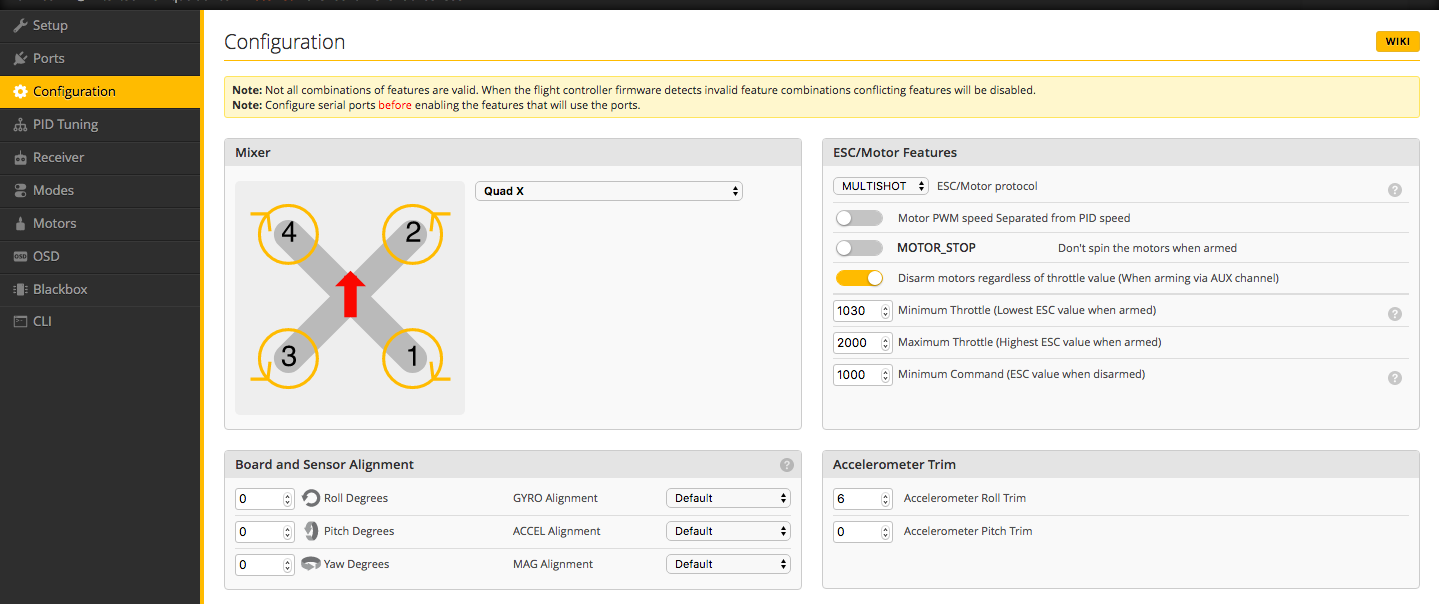 Setup
Ports
Configuration
PID Tuning
Receiver
Modes
Motors
OSD
Blackbox
CLI
Configuration
WIKI
Note: Not all combinations of features are valid. When the flight controller firmware detects invalid feature combinations conflicting features will be disabled.
Note: Configure serial ports before enabling the features that will use the ports.
Mixer
Quad X
4
2
3
1
ESC/Motor Features
MULTISHOT ESC/Motor protocol ?
Motor PWM speed Separated from PID speed
MOTOR_STOP Don't spin the motors when armed
Disarm motors regardless of throttle value (When arming via AUX channel)
1030 Minimum Throttle (Lowest ESC value when armed) ?
2000 Maximum Throttle (Highest ESC value when armed)
1000 Minimum Command (ESC value when disarmed) ?
Board and Sensor Alignment ?
0 Roll Degrees GYRO Alignment Default
0 Pitch Degrees ACCEL Alignment Default
0 Yaw Degrees MAG Alignment Default
Accelerometer Trim
6 Accelerometer Roll Trim
0 Accelerometer Pitch Trim